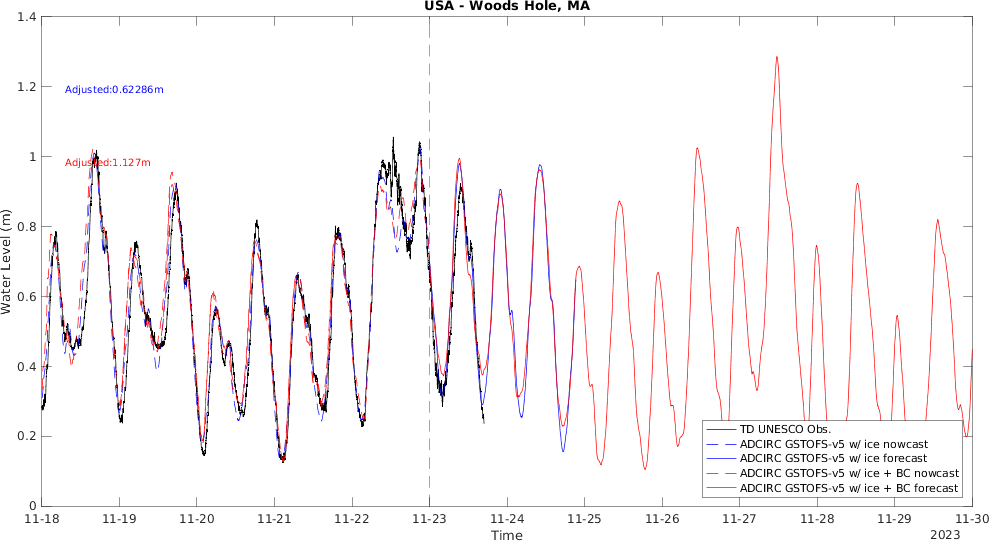 USA - Woods Hole, MA
1.4
1.2
1
0.8
0.6
0.4
0.2
0
Water Level (m)
Adjusted:0.62286m
Adjusted:1.127m
TD UNESCO Obs.
ADCIRC GSTOFS-v5 w/ ice nowcast
ADCIRC GSTOFS-v5 w/ ice forecast
ADCIRC GSTOFS-v5 w/ ice + BC nowcast
ADCIRC GSTOFS-v5 w/ ice + BC forecast
11-18 11-19 11-20 11-21 11-22 11-23 11-24 11-25 11-26 11-27 11-28 11-29 11-30
Time
2023